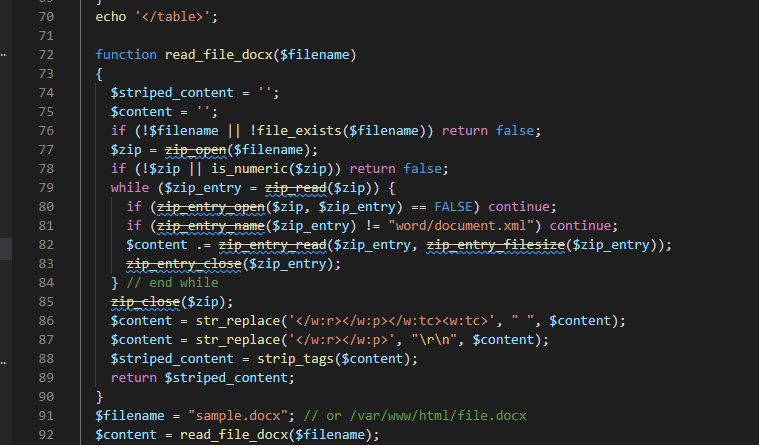 70 echo '</table>';
71
72 function read_file_docx($filename)
73 {
74 $striped_content = '';
75 $content = '';
76 if (!$filename || !file_exists($filename)) return false;
77 $zip = zip_open($filename);
78 if (!$zip || is_numeric($zip)) return false;
79 while ($zip_entry = zip_read($zip)) {
80 if (zip_entry_open($zip, $zip_entry) == FALSE) continue;
81 if (zip_entry_name($zip_entry) != "word/document.xml") continue;
82 $content .= zip_entry_read($zip_entry, zip_entry_filesize($zip_entry));
83 zip_entry_close($zip_entry);
84 } // end while
85 zip_close($zip);
86 $content = str_replace('</w:r></w:p></w:tc><w:tc>', " ", $content);
87 $content = str_replace('</w:r></w:p>', "\r\n", $content);
88 $striped_content = strip_tags($content);
89 return $striped_content;
90 }
91 $filename = "sample.docx"; // or /var/www/html/file.docx
92 $content = read_file_docx($filename);